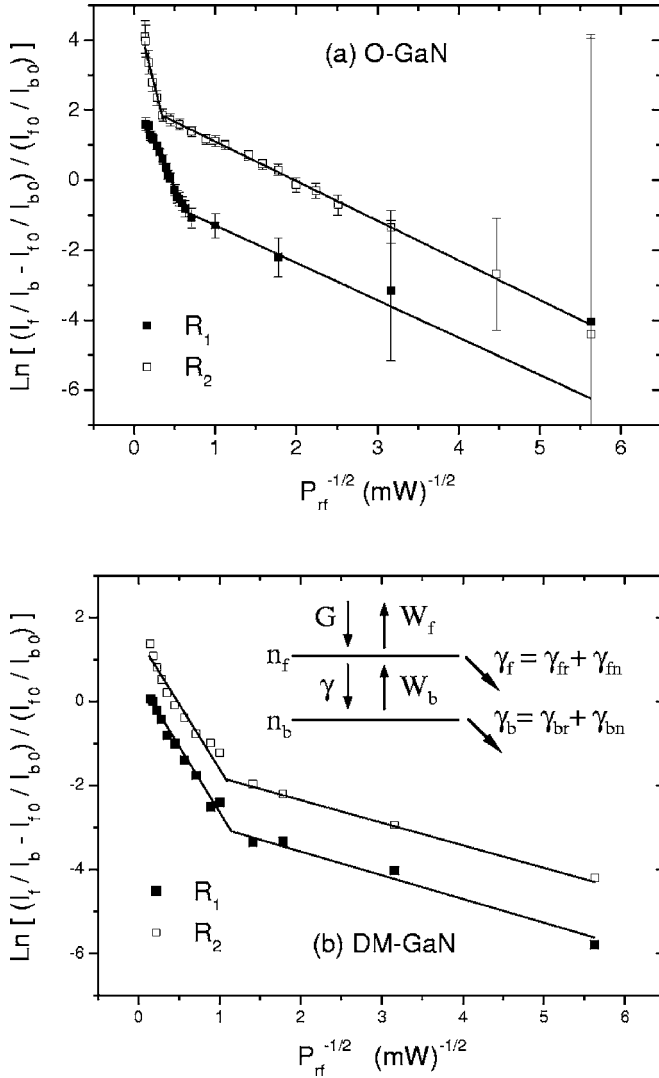 (a) O-GaN
Ln [ (I_f / I_b - I_f0 / I_b0) / (I_f0 / I_b0) ]
4
2
0
-2
-4
-6
R_1
R_2
0 1 2 3 4 5 6
P_rf^-1/2 (mW)^-1/2
Ln [ (I_f / I_b - I_f0 / I_b0) / (I_f0 / I_b0) ]
2
0
-2
-4
-6
G W_f
n_f γ_f = γ_fr + γ_fn
γ W_b
n_b γ_b = γ_br + γ_bn
R_1
R_2
(b) DM-GaN
0 1 2 3 4 5 6
P_rf^-1/2 (mW)^-1/2